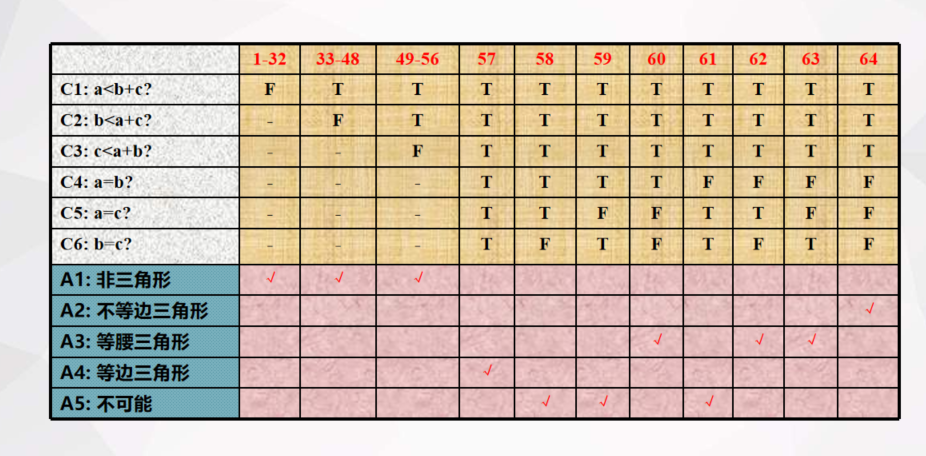 1-32 33-48 49-56 57 58 59 60 61 62 63 64
C1: a<b+c? F T T T T T T T T T T
C2: b<a+c? - F T T T T T T T T T
C3: c<a+b? - - F T T T T T T T T
C4: a=b? - - - T T T T F F F F
C5: a=c? - - - T T F F T T F F
C6: b=c? - - - T F T F T F T F
A1: 非三角形 √ √ √
A2: 不等边三角形 √
A3: 等腰三角形 √ √ √
A4: 等边三角形 √
A5: 不可能 √ √ √